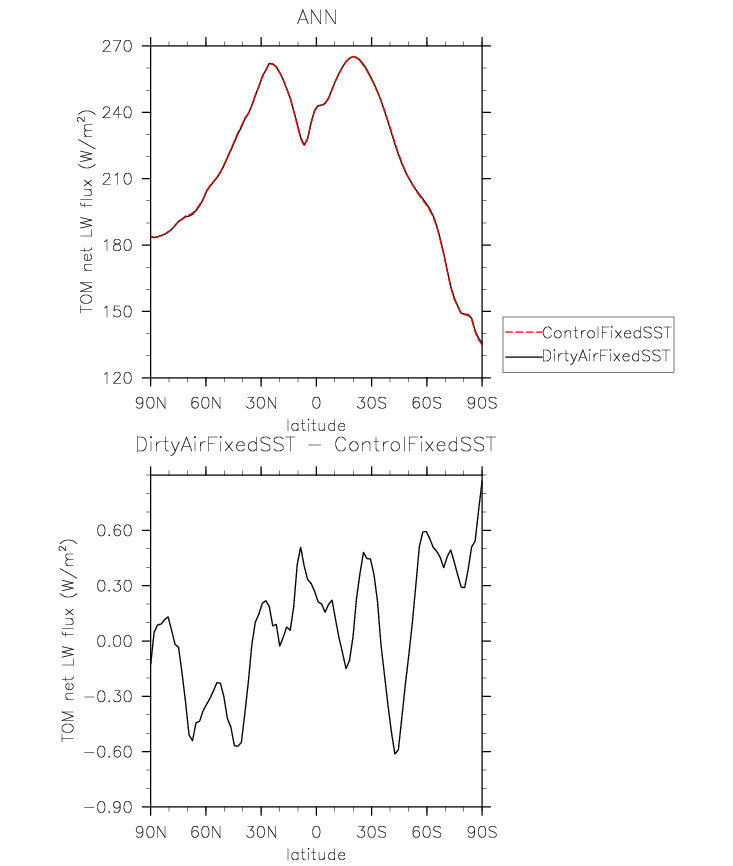 ANN
270
240
210
180
150
120
TOM net LW flux (W/m²)
90N 60N 30N 0 30S 60S 90S
latitude
ControlFixedSST
DirtyAirFixedSST
DirtyAirFixedSST − ControlFixedSST
0.60
0.30
0.00
−0.30
−0.60
−0.90
TOM net LW flux (W/m²)
90N 60N 30N 0 30S 60S 90S
latitude